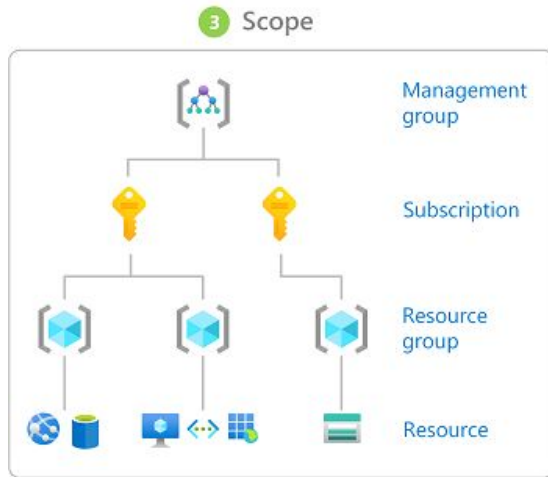 3 Scope
Management
group
Subscription
Resource
group
Resource